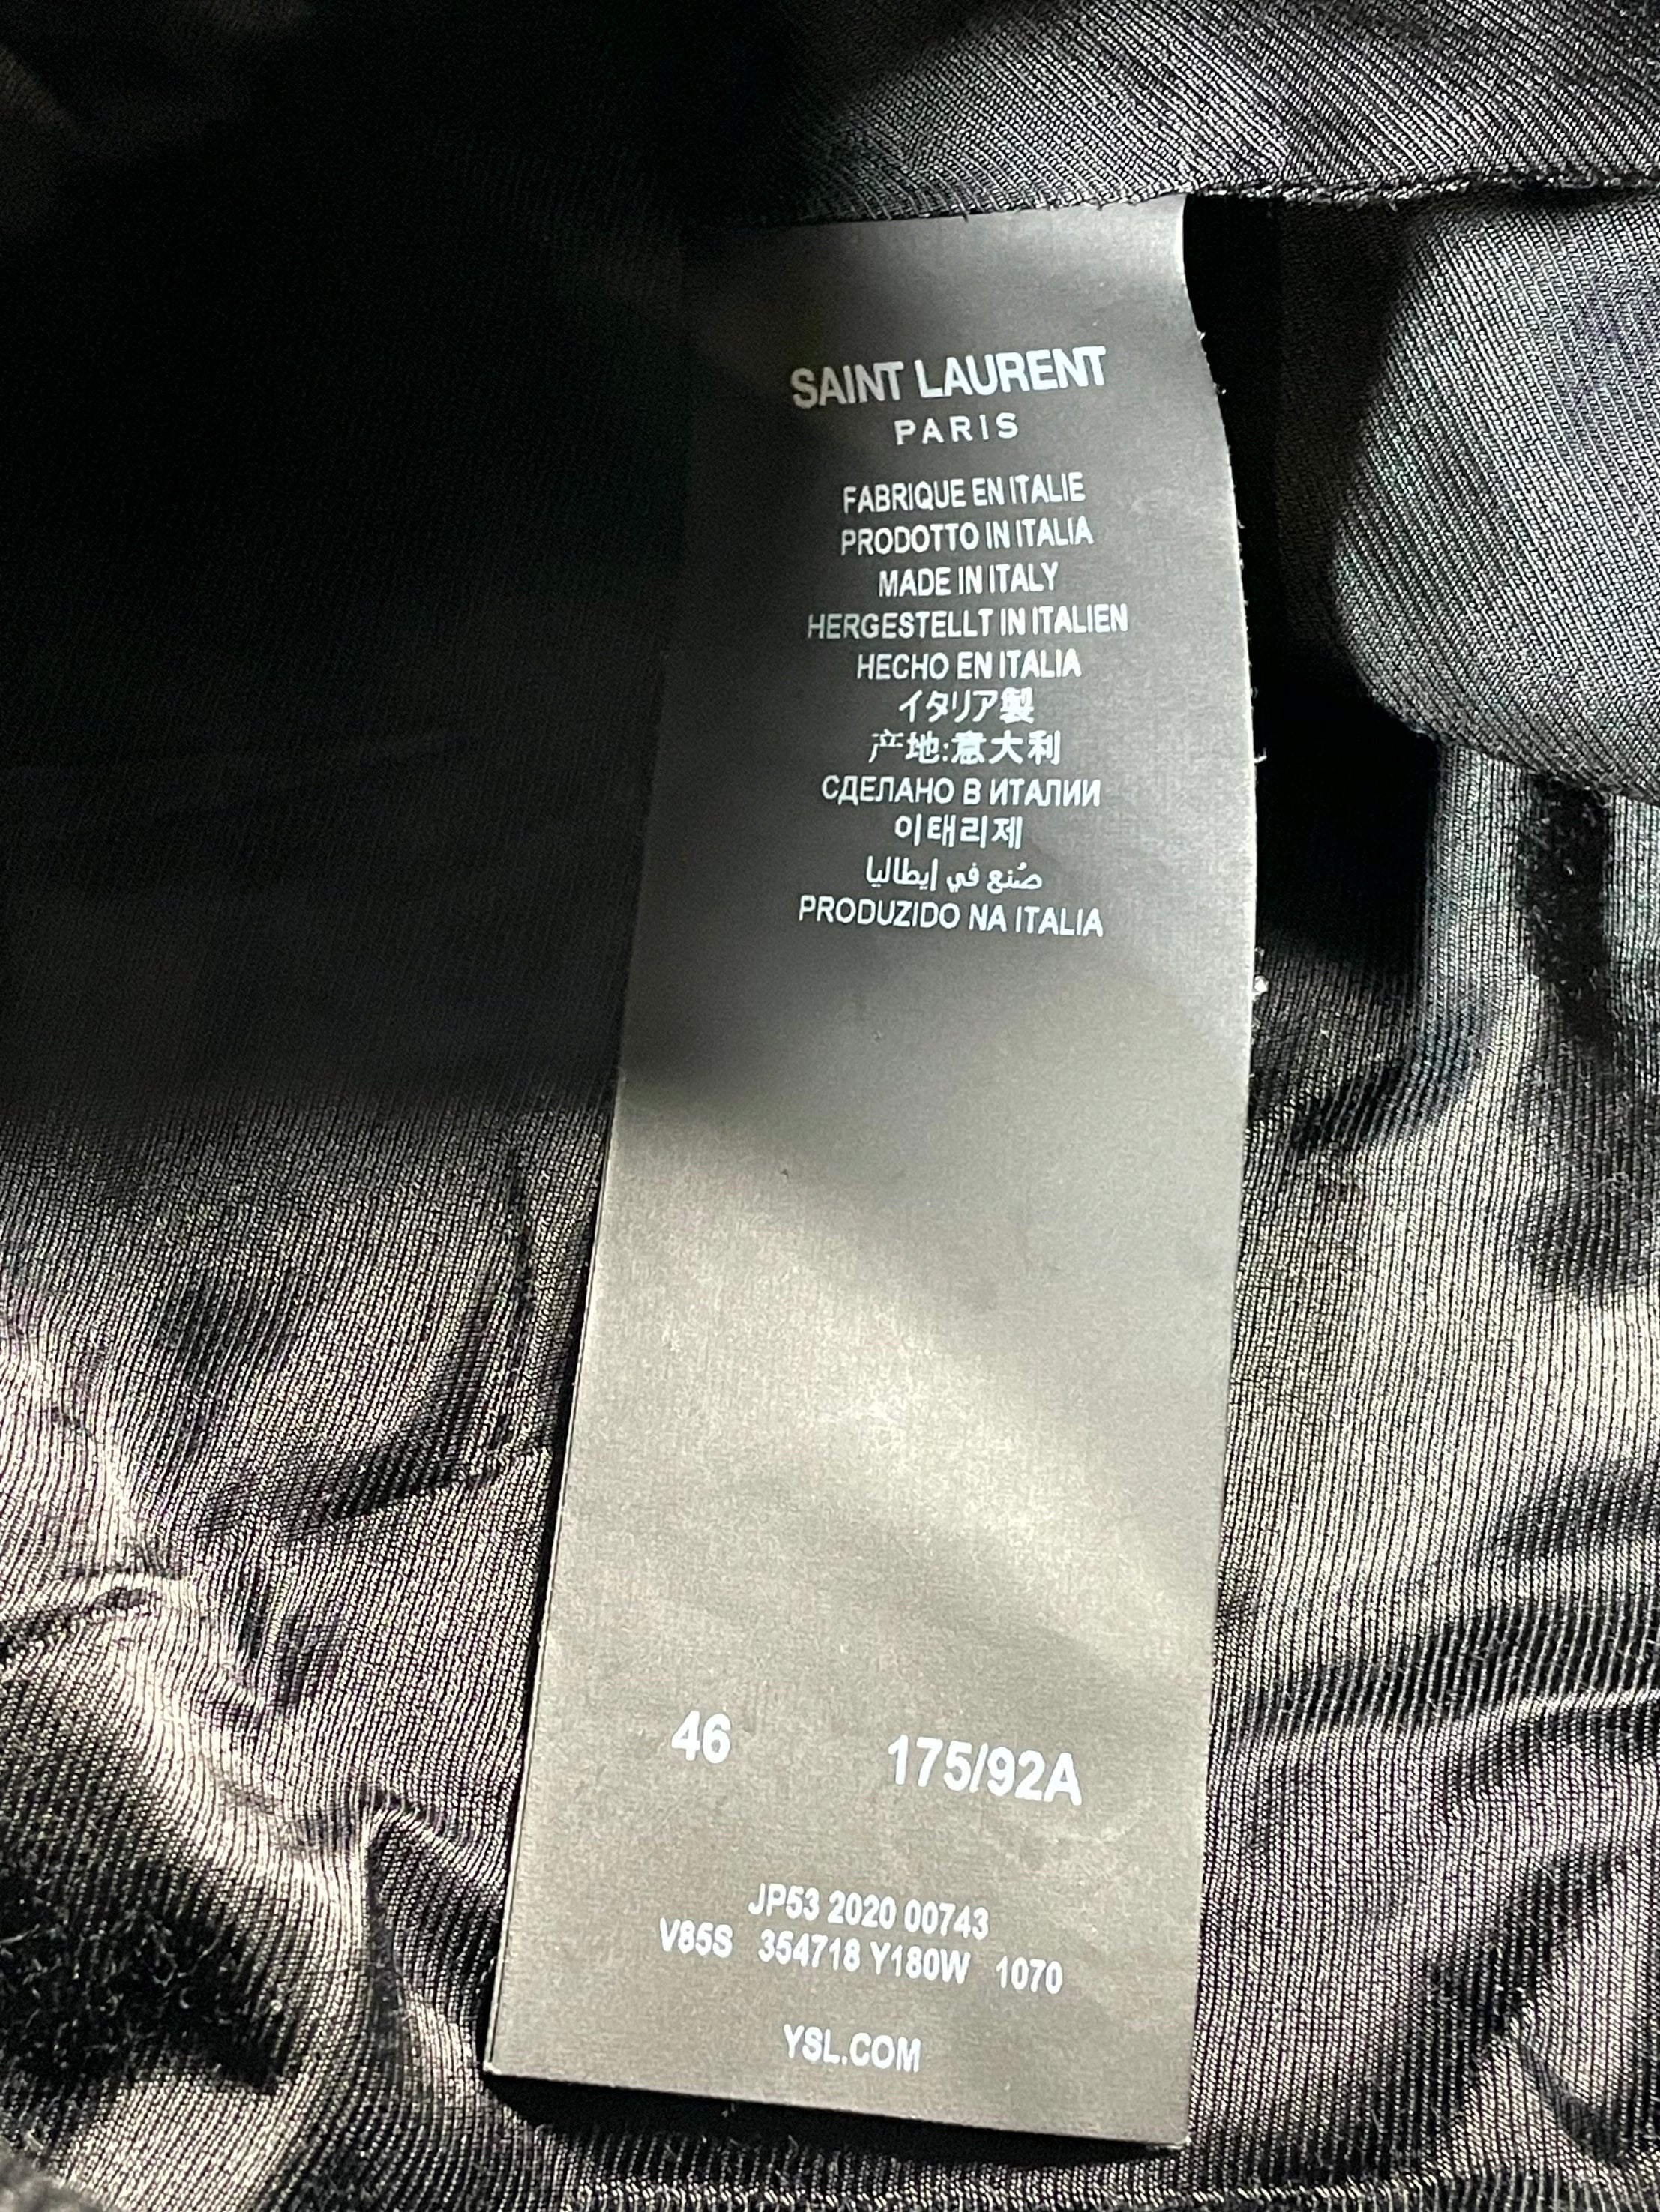 SAINT LAURENT
PARIS
FABRIQUE EN ITALIE
PRODOTTO IN ITALIA
MADE IN ITALY
HERGESTELLT IN ITALIEN
HECHO EN ITALIA
イタリア製
产地:意大利
СДЕЛАНО В ИТАЛИИ
이태리제
صُنع في إيطاليا
PRODUZIDO NA ITALIA
46 175/92A
JP53 2020 00743
V85S 354718 Y180W 1070
YSL.COM